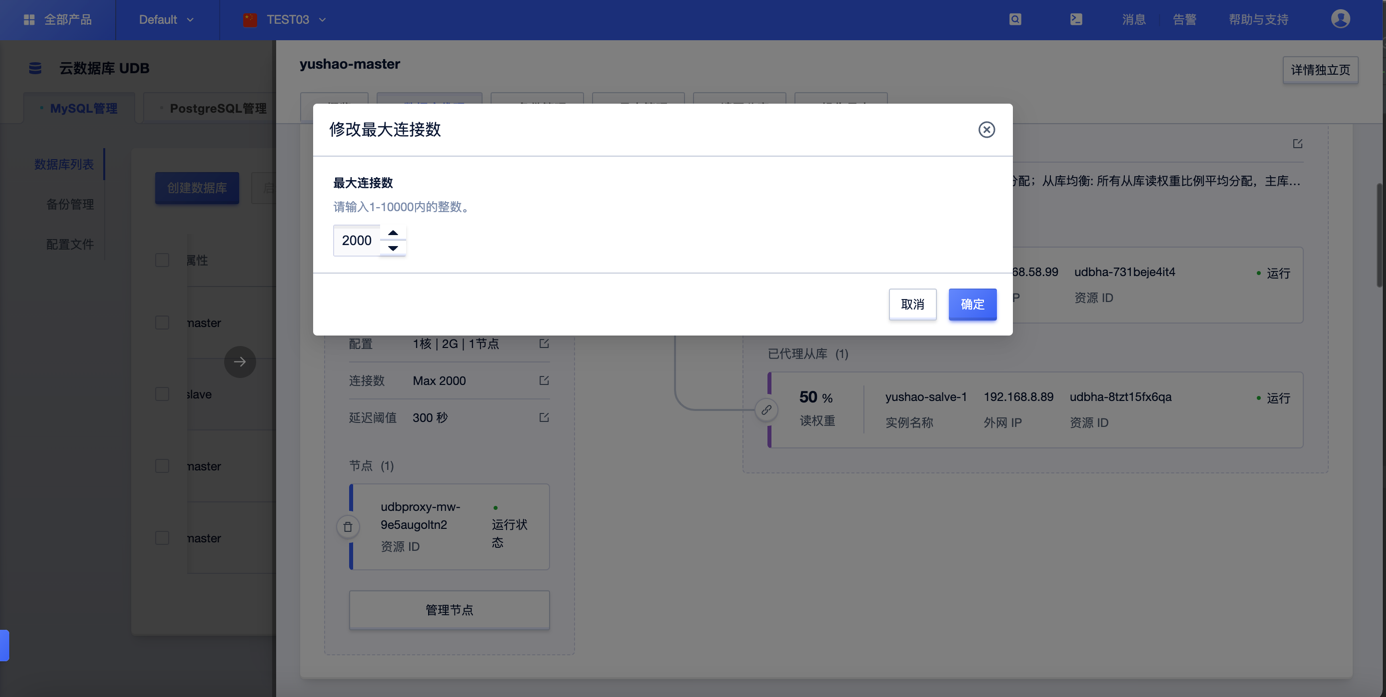 全部产品
Default
TEST03
消息
告警
帮助与支持
云数据库 UDB
yushao-master
详情独立页
MySQL管理
PostgreSQL管理
修改最大连接数
数据库列表
最大连接数
分配；从库均衡: 所有从库读权重比例平均分配，主库...
创建数据库
请输入1-10000内的整数。
备份管理
2000
配置文件
属性
68.58.99
udbha-731beje4it4
运行
P
资源 ID
取消
确定
master
配置
1核 | 2G | 1节点
已代理从库 (1)
连接数
Max 2000
slave
50 %
yushao-salve-1
192.168.8.89
udbha-8tzt15fx6qa
运行
延迟阈值
300 秒
读权重
实例名称
外网 IP
资源 ID
master
节点 (1)
udbproxy-mw-
9e5augoltn2
运行状
态
资源 ID
master
管理节点